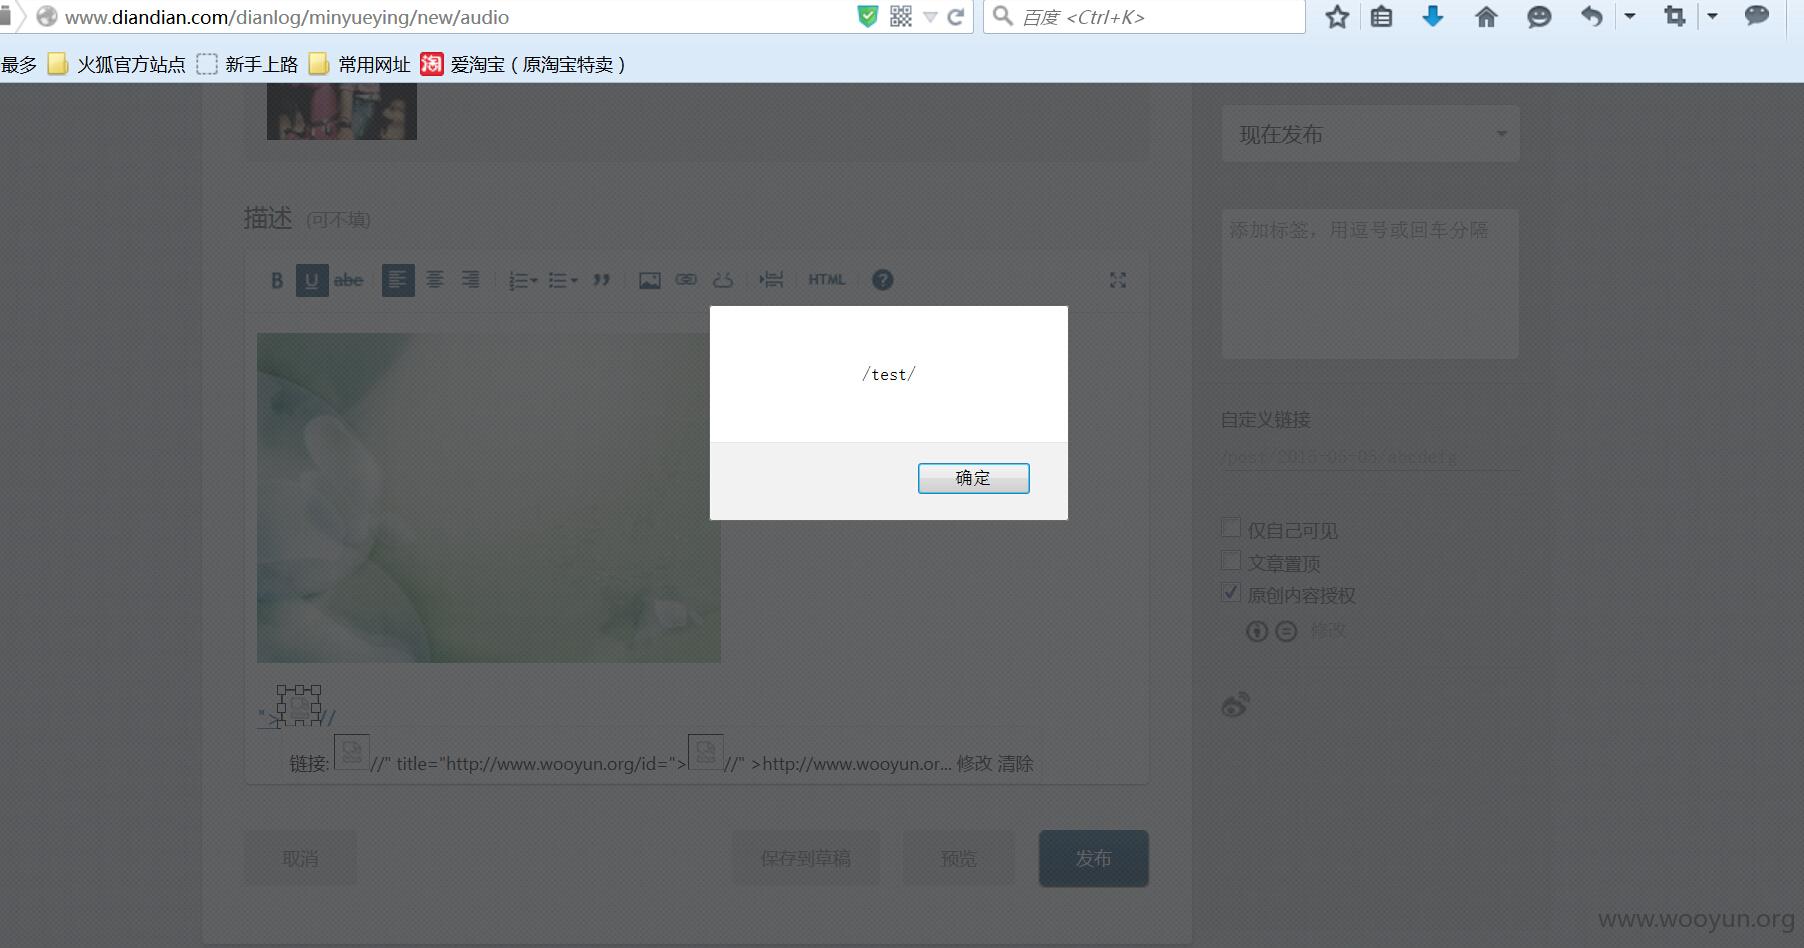 www.diandian.com/dianlog/minyueying/new/audio
百度 <Ctrl+K>
最多 火狐官方站点 新手上路 常用网址 淘 爱淘宝（原淘宝特卖）
现在发布
描述 (可不填)
添加标签，用逗号或回车分隔
B U abc HTML ?
/test/
确定
自定义链接
/post/2015-06-05/abcdefg
仅自己可见
文章置顶
原创内容授权
修改
">//
链接: //" title="http://www.wooyun.org/id=">//" >http://www.wooyun.or... 修改 清除
取消 保存到草稿 预览 发布
www.wooyun.org